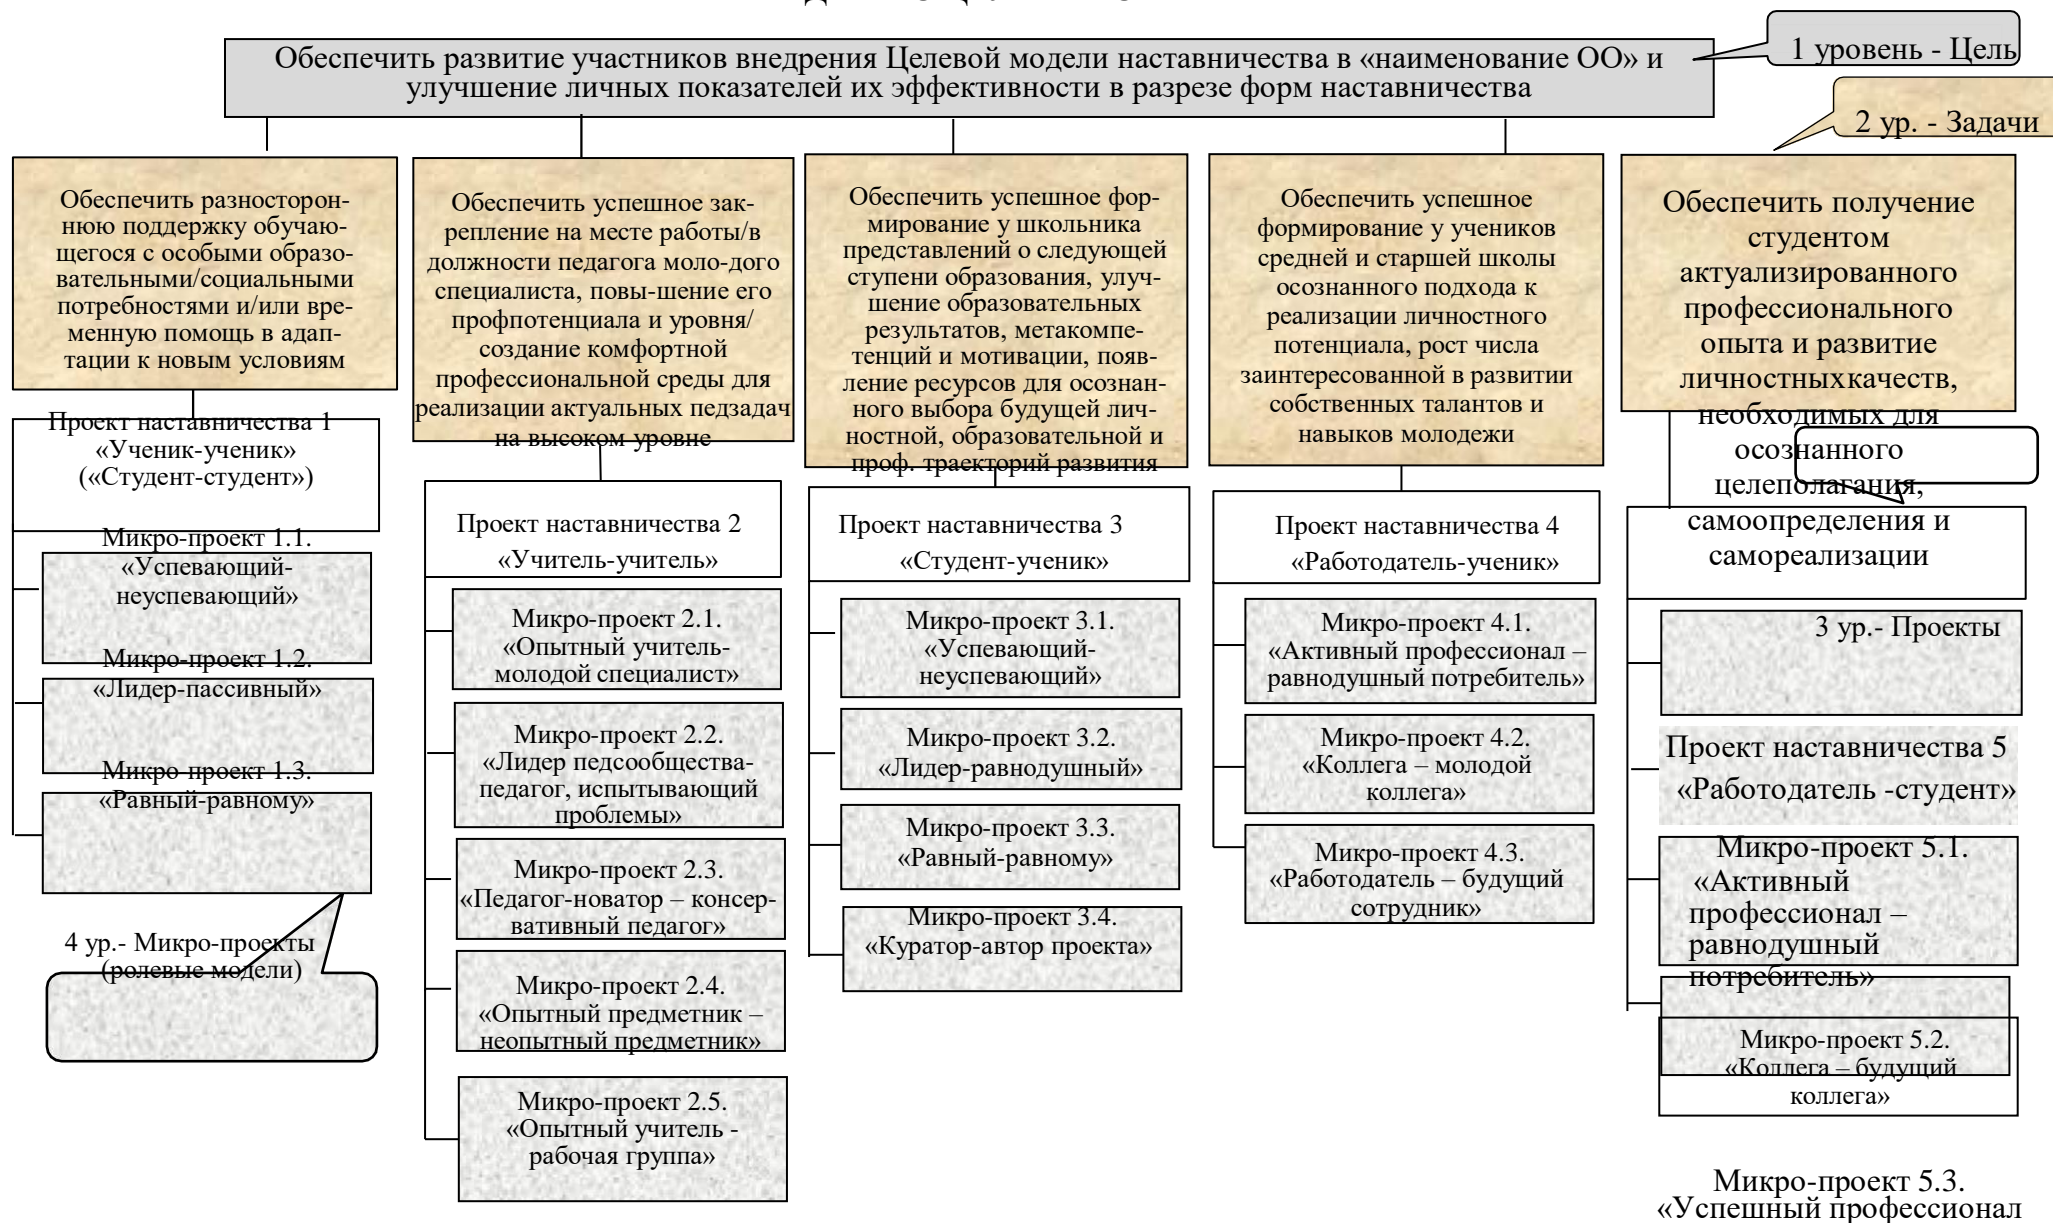 Обеспечить развитие участников внедрения Целевой модели наставничества в «наименование ОО» и
улучшение личных показателей их эффективности в разрезе форм наставничества
1 уровень - Цель
2 ур. - Задачи
Обеспечить разносторон-
нюю поддержку обучаю-
щегося с особыми образо-
вательными/социальными
потребностями и/или вре-
менную помощь в адап-
тации к новым условиям
Проект наставничества 1
«Ученик-ученик»
(«Студент-студент»)
Микро-проект 1.1.
«Успевающий-
неуспевающий»
Микро-проект 1.2.
«Лидер-пассивный»
Микро-проект 1.3.
«Равный-равному»
4 ур.- Микро-проекты
(ролевые модели)
Обеспечить успешное зак-
репление на месте работы/в
должности педагога моло-дого
специалиста, повы-шение его
профпотенциала и уровня/
создание комфортной
профессиональной среды для
реализации актуальных педзадач
на высоком уровне
Проект наставничества 2
«Учитель-учитель»
Микро-проект 2.1.
«Опытный учитель-
молодой специалист»
Микро-проект 2.2.
«Лидер педсообщества-
педагог, испытывающий
проблемы»
Микро-проект 2.3.
«Педагог-новатор – консер-
вативный педагог»
Микро-проект 2.4.
«Опытный предметник –
неопытный предметник»
Микро-проект 2.5.
«Опытный учитель -
рабочая группа»
Обеспечить успешное фор-
мирование у школьника
представлений о следующей
ступени образования, улуч-
шение образовательных
результатов, метакомпе-
тенций и мотивации, появ-
ление ресурсов для осознан-
ного выбора будущей лич-
ностной, образовательной и
проф. траекторий развития
Проект наставничества 3
«Студент-ученик»
Микро-проект 3.1.
«Успевающий-
неуспевающий»
Микро-проект 3.2.
«Лидер-равнодушный»
Микро-проект 3.3.
«Равный-равному»
Микро-проект 3.4.
«Куратор-автор проекта»
Обеспечить успешное
формирование у учеников
средней и старшей школы
осознанного подхода к
реализации личностного
потенциала, рост числа
заинтересованной в развитии
собственных талантов и
навыков молодежи
Проект наставничества 4
«Работодатель-ученик»
Микро-проект 4.1.
«Активный профессионал –
равнодушный потребитель»
Микро-проект 4.2.
«Коллега – молодой
коллега»
Микро-проект 4.3.
«Работодатель – будущий
сотрудник»
Обеспечить получение
студентом
актуализированного
профессионального
опыта и развитие
личностныхкачеств,
необходимых для
осознанного
целеполагания,
самоопределения и
самореализации
3 ур.- Проекты
Проект наставничества 5
«Работодатель -студент»
Микро-проект 5.1.
«Активный
профессионал –
равнодушный
потребитель»
Микро-проект 5.2.
«Коллега – будущий
коллега»
Микро-проект 5.3.
«Успешный профессионал